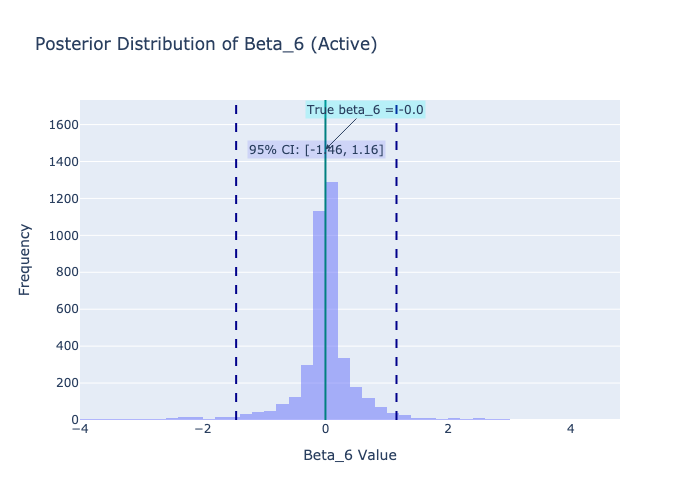 Posterior Distribution of Beta_6 (Active)
True beta_6 = -0.0
95% CI: [-1.46, 1.16]
1600
1400
1200
1000
800
600
400
200
0
−4
−2
0
2
4
Frequency
Beta_6 Value